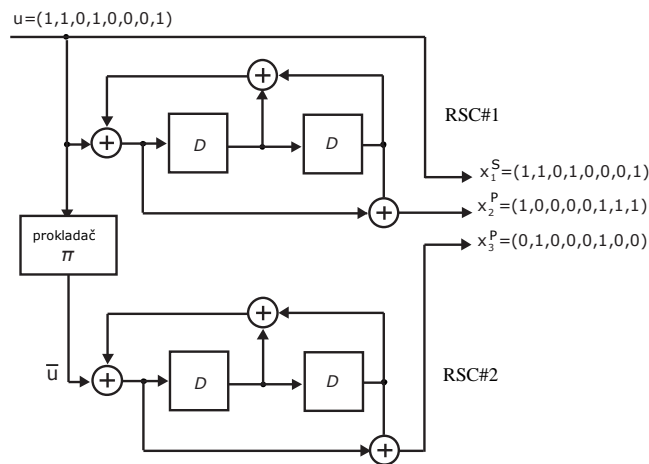 u=(1,1,0,1,0,0,0,1)
+
D
D
+
RSC#1
x₁ˢ=(1,1,0,1,0,0,0,1)
+
x₂ᴾ=(1,0,0,0,0,1,1,1)
x₃ᴾ=(0,1,0,0,0,1,0,0)
prokladač
π
+
D
D
u̅
+
RSC#2
+